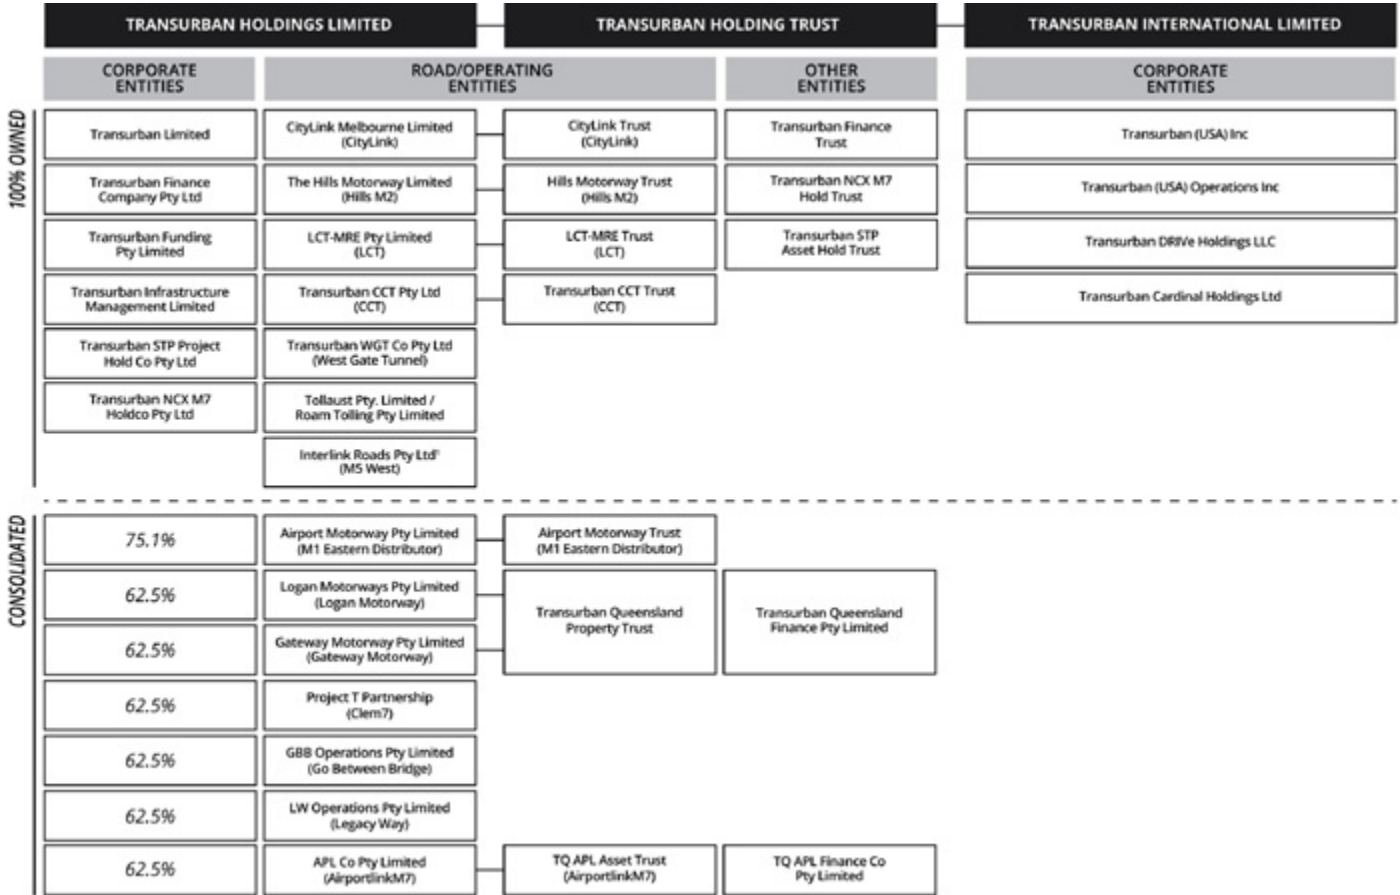 TRANSURBAN HOLDINGS LIMITED
TRANSURBAN HOLDING TRUST
TRANSURBAN INTERNATIONAL LIMITED
CORPORATE
ENTITIES
ROAD/OPERATING
ENTITIES
OTHER
ENTITIES
CORPORATE
ENTITIES
100% OWNED
Transurban Limited
CityLink Melbourne Limited
(CityLink)
CityLink Trust
(CityLink)
Transurban Finance
Trust
Transurban (USA) Inc
Transurban Finance
Company Pty Ltd
The Hills Motorway Limited
(Hills M2)
Hills Motorway Trust
(Hills M2)
Transurban NCX M7
Hold Trust
Transurban (USA) Operations Inc
Transurban Funding
Pty Limited
LCT-MRE Pty Limited
(LCT)
LCT-MRE Trust
(LCT)
Transurban STP
Asset Hold Trust
Transurban DRIVe Holdings LLC
Transurban Infrastructure
Management Limited
Transurban CCT Pty Ltd
(CCT)
Transurban CCT Trust
(CCT)
Transurban Cardinal Holdings Ltd
Transurban STP Project
Hold Co Pty Ltd
Transurban WGT Co Pty Ltd
(West Gate Tunnel)
Transurban NCX M7
Holdco Pty Ltd
Tollaust Pty. Limited /
Roam Tolling Pty Limited
Interlink Roads Pty Ltd¹
(M5 West)
CONSOLIDATED
75.1%
Airport Motorway Pty Limited
(M1 Eastern Distributor)
Airport Motorway Trust
(M1 Eastern Distributor)
62.5%
Logan Motorways Pty Limited
(Logan Motorway)
Transurban Queensland
Property Trust
Transurban Queensland
Finance Pty Limited
62.5%
Gateway Motorway Pty Limited
(Gateway Motorway)
62.5%
Project T Partnership
(Clem7)
62.5%
GBB Operations Pty Limited
(Go Between Bridge)
62.5%
LW Operations Pty Limited
(Legacy Way)
62.5%
APL Co Pty Limited
(AirportlinkM7)
TQ APL Asset Trust
(AirportlinkM7)
TQ APL Finance Co
Pty Limited